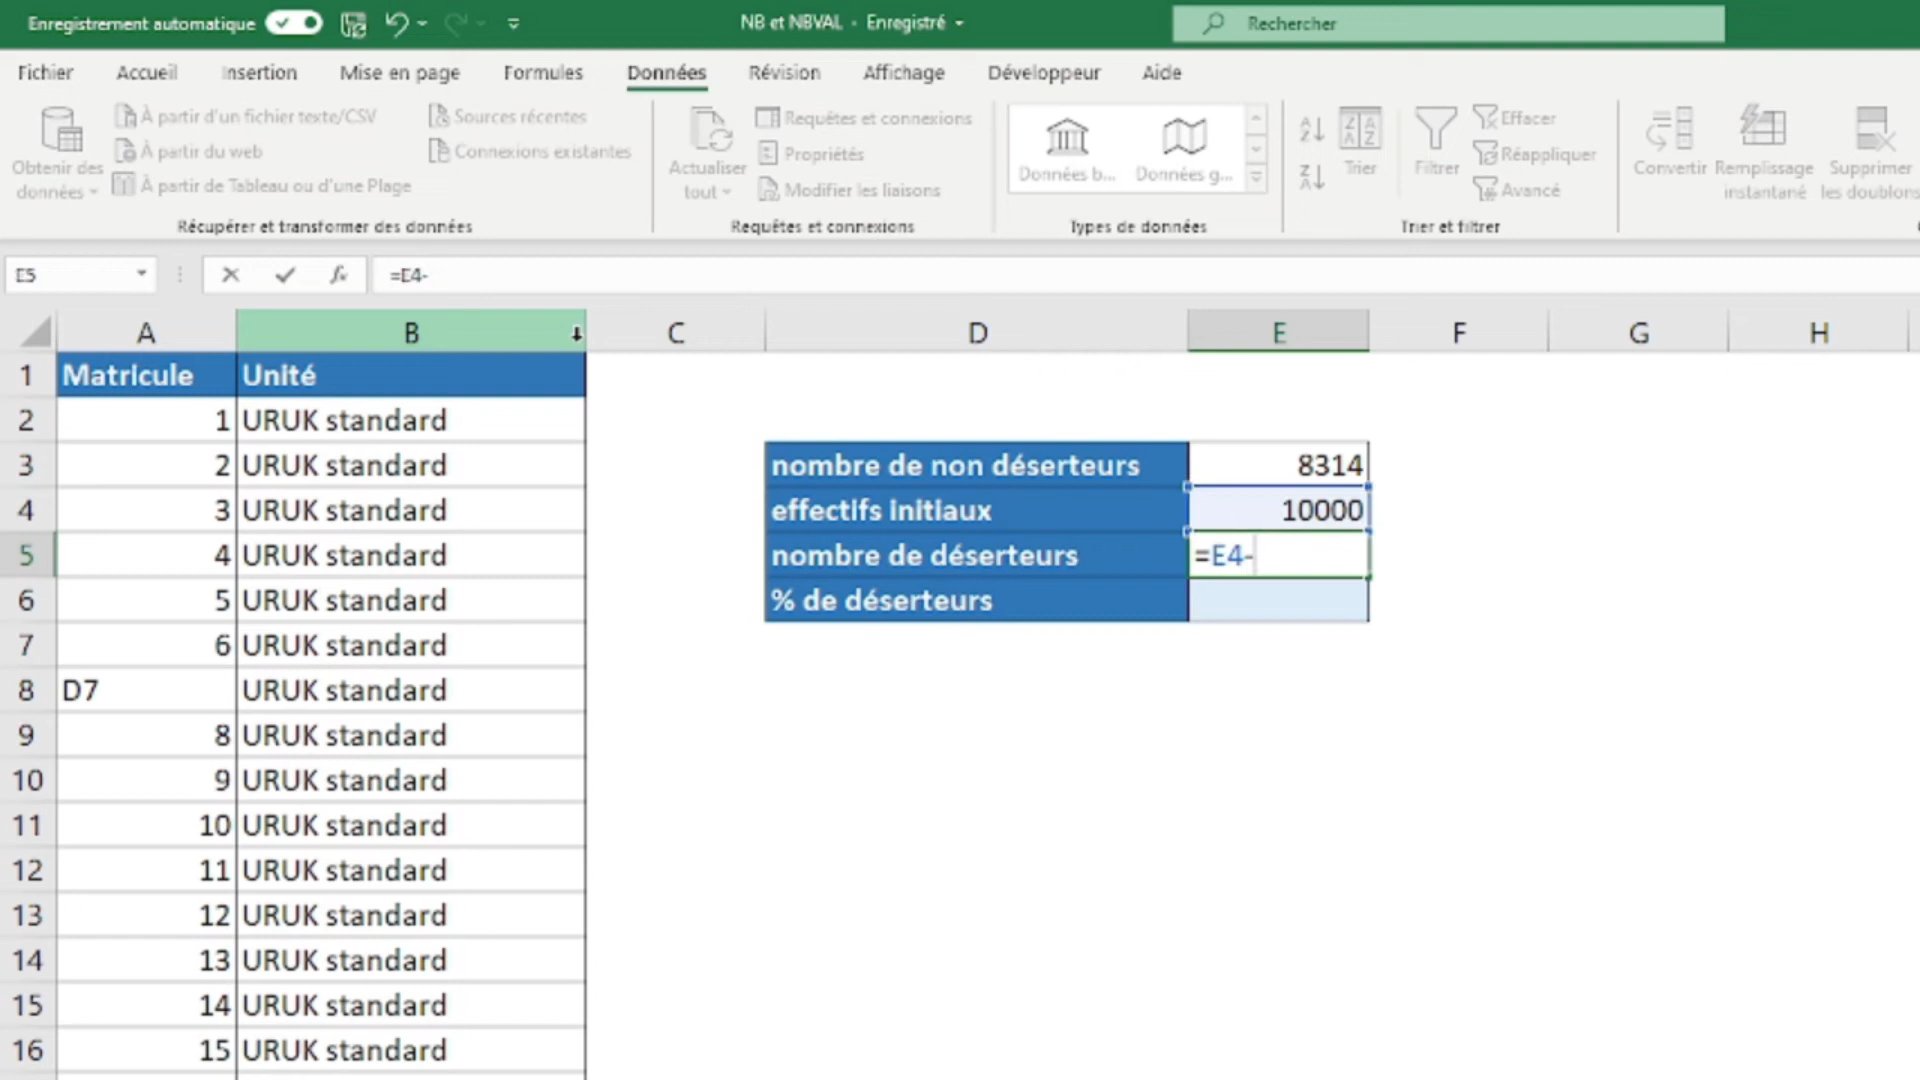 Enregistrement automatique
NB et NBVAL - Enregistré
Rechercher
Fichier Accueil Insertion Mise en page Formules Données Révision Affichage Développeur Aide
Obtenir des données
À partir d'un fichier texte/CSV
À partir du web
À partir de Tableau ou d'une Plage
Sources récentes
Connexions existantes
Récupérer et transformer des données
Actualiser tout
Requêtes et connexions
Propriétés
Modifier les liaisons
Requêtes et connexions
Données b... Données g...
Types de données
Trier
Filtrer
Effacer
Réappliquer
Avancé
Trier et filtrer
Convertir
Remplissage instantané
Supprimer les doublons
E5 fx =E4-
A B C D E F G H
1 Matricule Unité
2 1 URUK standard
3 2 URUK standard nombre de non déserteurs 8314
4 3 URUK standard effectifs initiaux 10000
5 4 URUK standard nombre de déserteurs =E4-
6 5 URUK standard % de déserteurs
7 6 URUK standard
8 D7 URUK standard
9 8 URUK standard
10 9 URUK standard
11 10 URUK standard
12 11 URUK standard
13 12 URUK standard
14 13 URUK standard
15 14 URUK standard
16 15 URUK standard